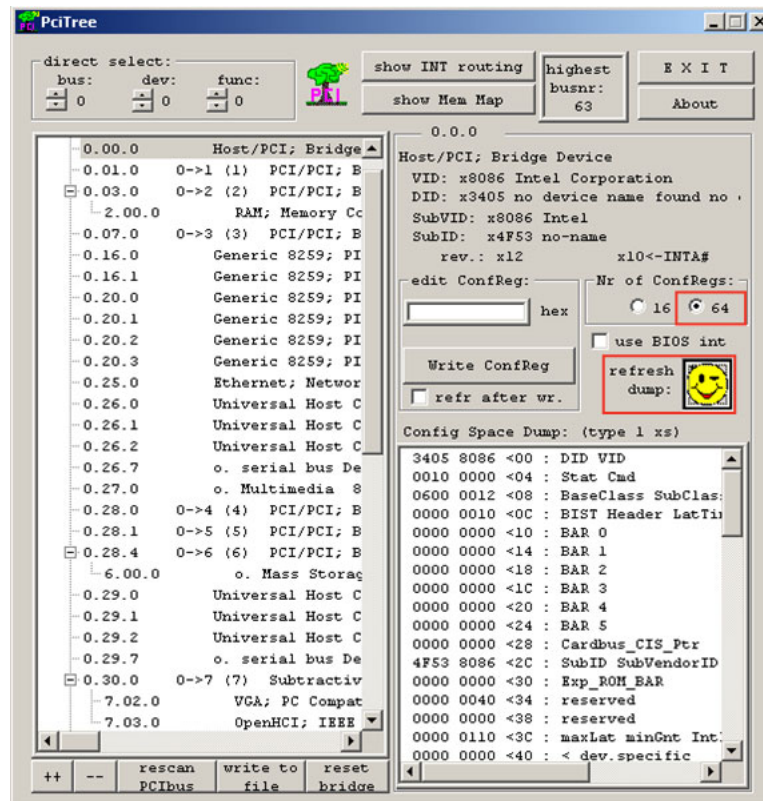 PciTree
direct select:
bus: dev: func:
0 0 0
PCI
show INT routing
show Mem Map
highest
busnr:
63
E X I T
About
0.00.0 Host/PCI; Bridge
0.01.0 0->1 (1) PCI/PCI; B
0.03.0 0->2 (2) PCI/PCI; B
2.00.0 RAM; Memory Co
0.07.0 0->3 (3) PCI/PCI; B
0.16.0 Generic 8259; PI
0.16.1 Generic 8259; PI
0.20.0 Generic 8259; PI
0.20.1 Generic 8259; PI
0.20.2 Generic 8259; PI
0.20.3 Generic 8259; PI
0.25.0 Ethernet; Networ
0.26.0 Universal Host C
0.26.1 Universal Host C
0.26.2 Universal Host C
0.26.7 o. serial bus De
0.27.0 o. Multimedia 8
0.28.0 0->4 (4) PCI/PCI; B
0.28.1 0->5 (5) PCI/PCI; B
0.28.4 0->6 (6) PCI/PCI; B
6.00.0 o. Mass Storag
0.29.0 Universal Host C
0.29.1 Universal Host C
0.29.2 Universal Host C
0.29.7 o. serial bus De
0.30.0 0->7 (7) Subtractiv
7.02.0 VGA; PC Compat
7.03.0 OpenHCI; IEEE
++ -- rescan PCIbus write to file reset bridge
0.0.0
Host/PCI; Bridge Device
VID: x8086 Intel Corporation
DID: x3405 no device name found no
SubVID: x8086 Intel
SubID: x4F53 no-name
rev.: x12 x10<-INTA#
edit ConfReg:
hex
Nr of ConfRegs:
16 64
use BIOS int
Write ConfReg
refr after wr.
refresh
dump:
Config Space Dump: (type 1 xs)
3405 8086 <00 : DID VID
0010 0000 <04 : Stat Cmd
0600 0012 <08 : BaseClass SubClas
0000 0010 <0C : BIST Header LatTi
0000 0000 <10 : BAR 0
0000 0000 <14 : BAR 1
0000 0000 <18 : BAR 2
0000 0000 <1C : BAR 3
0000 0000 <20 : BAR 4
0000 0000 <24 : BAR 5
0000 0000 <28 : Cardbus_CIS_Ptr
4F53 8086 <2C : SubID SubVendorID
0000 0000 <30 : Exp_ROM_BAR
0000 0040 <34 : reserved
0000 0000 <38 : reserved
0000 0110 <3C : maxLat minGnt Int
0000 0000 <40 : < dev.specific